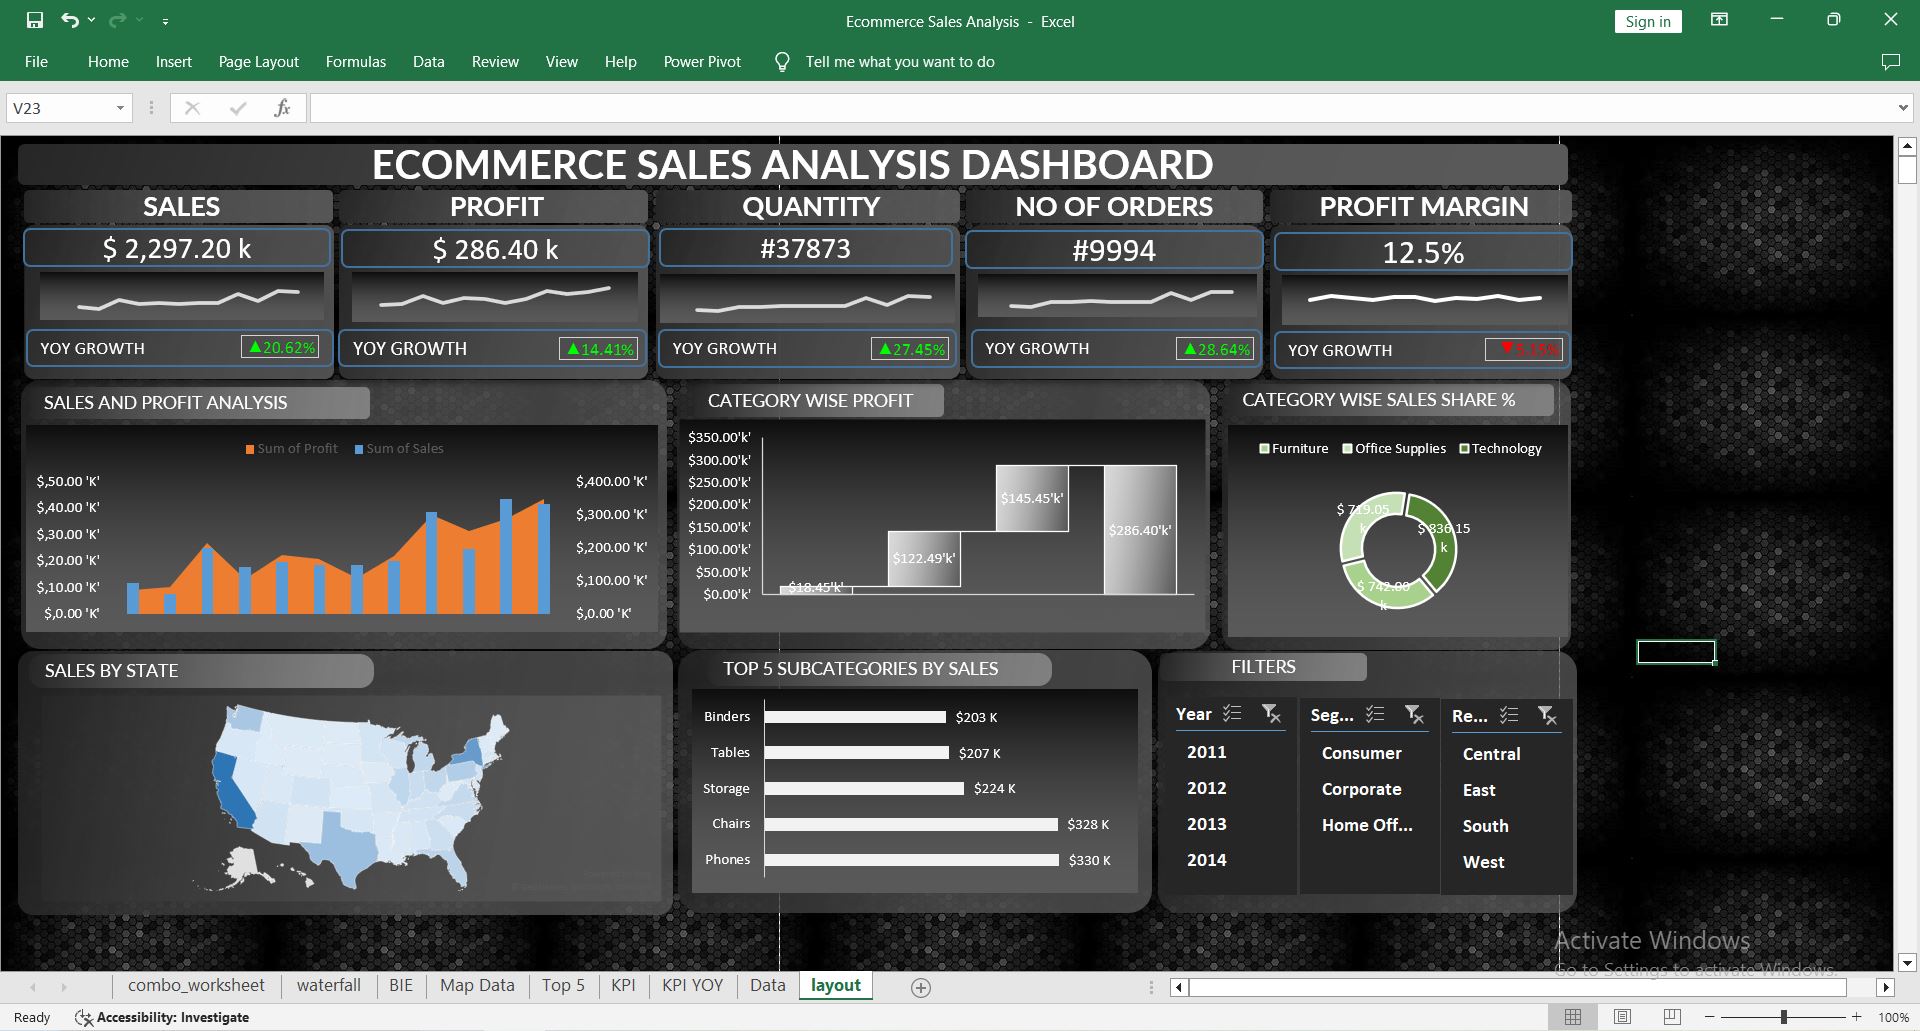 Ecommerce Sales Analysis - Excel
Sign in
File Home Insert Page Layout Formulas Data Review View Help Power Pivot Tell me what you want to do
V23
fx
ECOMMERCE SALES ANALYSIS DASHBOARD
SALES
$ 2,297.20 k
YOY GROWTH ▲20.62%
PROFIT
$ 286.40 k
YOY GROWTH ▲14.41%
QUANTITY
#37873
YOY GROWTH ▲27.45%
NO OF ORDERS
#9994
YOY GROWTH ▲28.64%
PROFIT MARGIN
12.5%
YOY GROWTH
SALES AND PROFIT ANALYSIS
Sum of Profit Sum of Sales
$,50.00 'K'
$,40.00 'K'
$,30.00 'K'
$,20.00 'K'
$,10.00 'K'
$,0.00 'K'
$,400.00 'K'
$,300.00 'K'
$,200.00 'K'
$,100.00 'K'
$,0.00 'K'
CATEGORY WISE PROFIT
$350.00'k'
$300.00'k'
$250.00'k'
$200.00'k'
$150.00'k'
$100.00'k'
$50.00'k'
$0.00'k'
$18.45'k'
$122.49'k'
$145.45'k'
$286.40'k'
CATEGORY WISE SALES SHARE %
Furniture Office Supplies Technology
$ 719.05
k
$ 836.15
k
$ 742.00
k
SALES BY STATE
TOP 5 SUBCATEGORIES BY SALES
Binders $203 K
Tables $207 K
Storage $224 K
Chairs $328 K
Phones $330 K
FILTERS
Year
2011
2012
2013
2014
Seg...
Consumer
Corporate
Home Off...
Re...
Central
East
South
West
Activate Windows
Go to Settings to activate Windows.
combo_worksheet waterfall BIE Map Data Top 5 KPI KPI YOY Data layout
Ready Accessibility: Investigate
100%